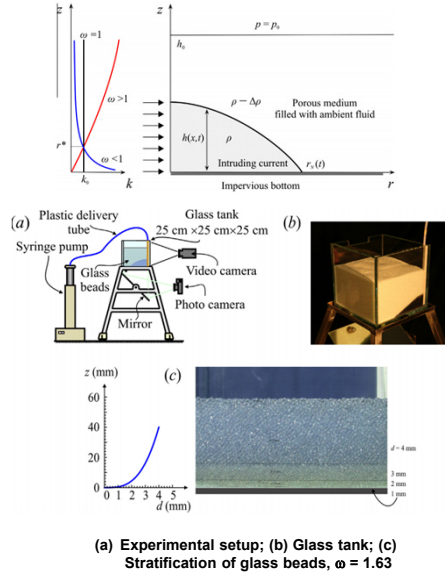 z
z
p = p₀
h₀
ω =1
ω >1
ρ − Δρ
Porous medium
filled with ambient fluid
h(x,t)
ρ
r*
ω <1
Intruding current
r_N(t)
k₀
k
Impervious bottom
r
(a)
Plastic delivery
tube
Glass tank
25 cm ×25 cm×25 cm
(b)
Syringe pump
Glass
beads
Video camera
Photo camera
Mirror
z (mm)
(c)
60
40
20
0
0 1 2 3 4 5
d (mm)
d = 4 mm
3 mm
2 mm
1 mm
(a) Experimental setup; (b) Glass tank; (c)
Stratification of glass beads, ω = 1.63